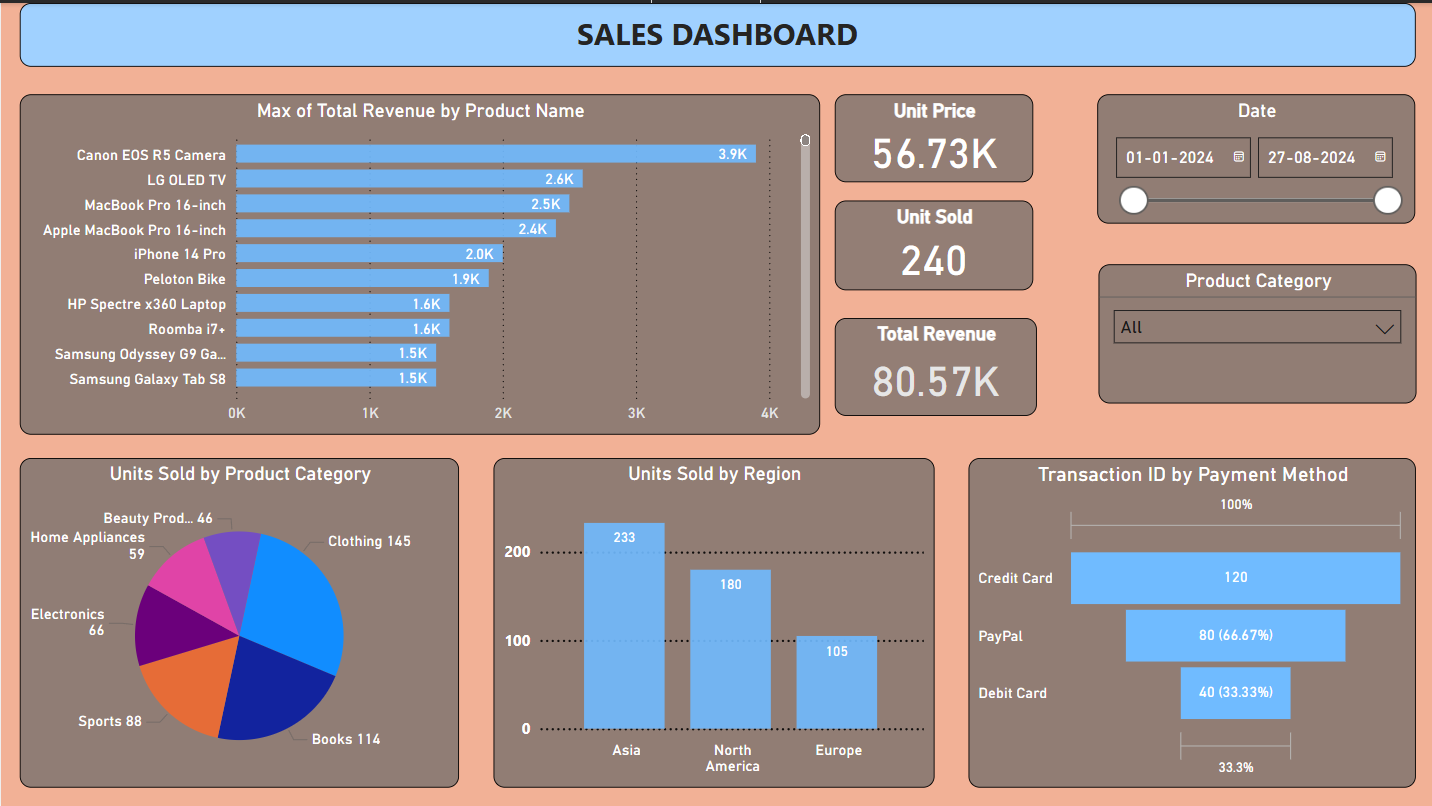 SALES DASHBOARD
Max of Total Revenue by Product Name
Canon EOS R5 Camera 3.9K
LG OLED TV 2.6K
MacBook Pro 16-inch 2.5K
Apple MacBook Pro 16-inch 2.4K
iPhone 14 Pro 2.0K
Peloton Bike 1.9K
HP Spectre x360 Laptop 1.6K
Roomba i7+ 1.6K
Samsung Odyssey G9 Ga... 1.5K
Samsung Galaxy Tab S8 1.5K
0K 1K 2K 3K 4K
Unit Price
56.73K
Unit Sold
240
Total Revenue
80.57K
Date
01-01-2024 27-08-2024
Product Category
All
Units Sold by Product Category
Beauty Prod... 46
Home Appliances
59
Clothing 145
Electronics
66
Sports 88
Books 114
Units Sold by Region
200
100
0
233
180
105
Asia
North
America
Europe
Transaction ID by Payment Method
100%
Credit Card 120
PayPal 80 (66.67%)
Debit Card 40 (33.33%)
33.3%